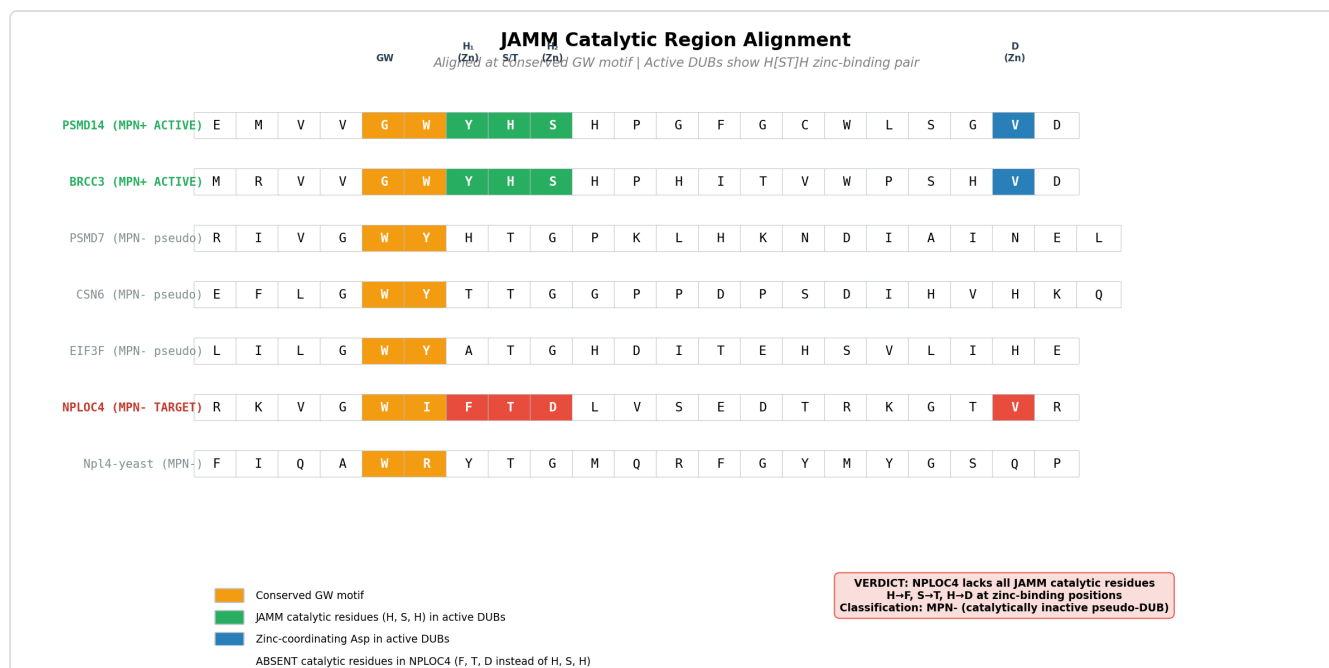 JAMM Catalytic Region Alignment
Aligned at conserved GW motif | Active DUBs show H[ST]H zinc-binding pair
GW H₁ (Zn) S/T H₂ (Zn) D (Zn)
PSMD14 (MPN+ ACTIVE) E M V V G W Y H S H P G F G C W L S G V D
BRCC3 (MPN+ ACTIVE) M R V V G W Y H S H P H I T V W P S H V D
PSMD7 (MPN- pseudo) R I V G W Y H T G P K L H K N D I A I N E L
CSN6 (MPN- pseudo) E F L G W Y T T G G P P D P S D I H V H K Q
EIF3F (MPN- pseudo) L I L G W Y A T G H D I T E H S V L I H E
NPLOC4 (MPN- TARGET) R K V G W I F T D L V S E D T R K G T V R
Npl4-yeast (MPN-) F I Q A W R Y T G M Q R F G Y M Y G S Q P
Conserved GW motif
JAMM catalytic residues (H, S, H) in active DUBs
Zinc-coordinating Asp in active DUBs
ABSENT catalytic residues in NPLOC4 (F, T, D instead of H, S, H)
VERDICT: NPLOC4 lacks all JAMM catalytic residues
H→F, S→T, H→D at zinc-binding positions
Classification: MPN- (catalytically inactive pseudo-DUB)